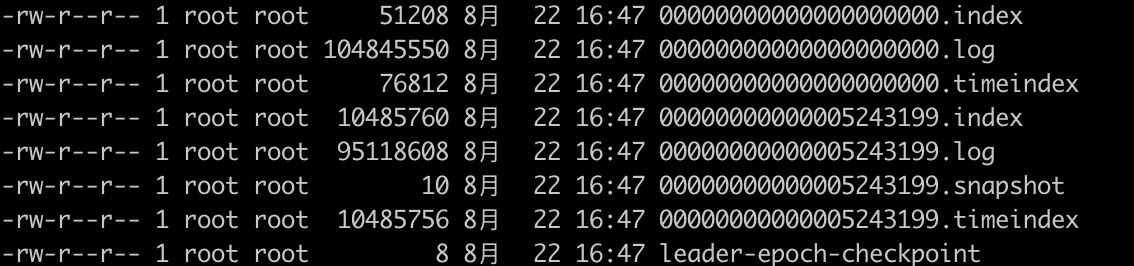 -rw-r--r-- 1 root root     51208 8月   22 16:47 00000000000000000000.index
-rw-r--r-- 1 root root 104845550 8月   22 16:47 00000000000000000000.log
-rw-r--r-- 1 root root     76812 8月   22 16:47 00000000000000000000.timeindex
-rw-r--r-- 1 root root  10485760 8月   22 16:47 00000000000005243199.index
-rw-r--r-- 1 root root  95118608 8月   22 16:47 00000000000005243199.log
-rw-r--r-- 1 root root        10 8月   22 16:47 00000000000005243199.snapshot
-rw-r--r-- 1 root root  10485756 8月   22 16:47 00000000000005243199.timeindex
-rw-r--r-- 1 root root         8 8月   22 16:47 leader-epoch-checkpoint